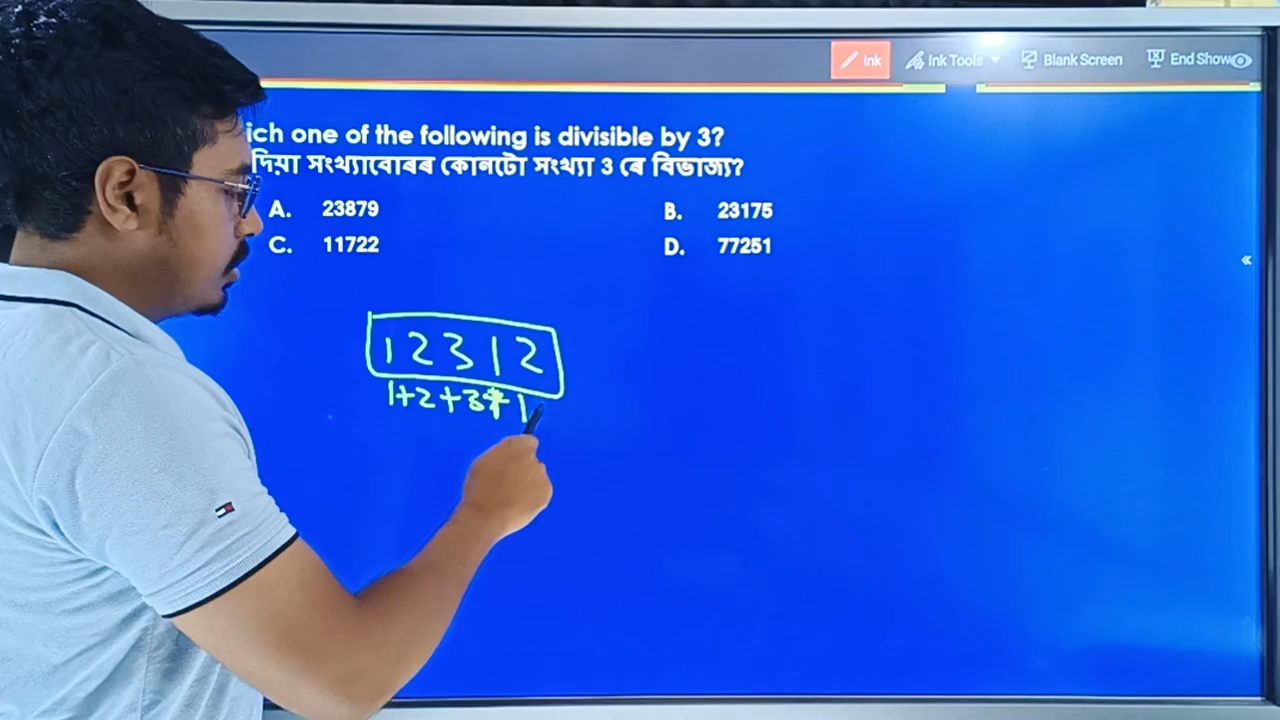 Ink Ink Tools Blank Screen End Show
ich one of the following is divisible by 3?
দিয়া সংখ্যাবোৰৰ কোনটো সংখ্যা 3 ৰে বিভাজ্য?
A. 23879 B. 23175
C. 11722 D. 77251
12312
1+2+3+1